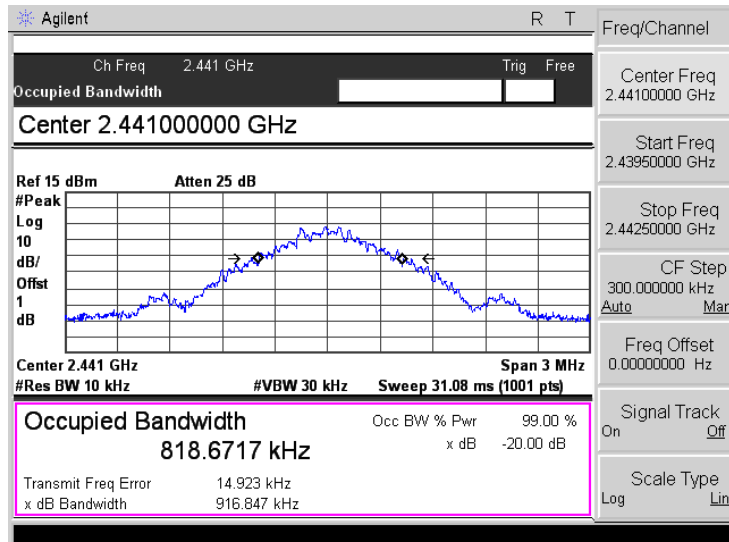 Agilent R T
Freq/Channel
Ch Freq 2.441 GHz Trig Free
Occupied Bandwidth
Center 2.441000000 GHz
Ref 15 dBm Atten 25 dB
#Peak
Log
10
dB/
Offst
1
dB
Center 2.441 GHz Span 3 MHz
#Res BW 10 kHz #VBW 30 kHz Sweep 31.08 ms (1001 pts)
Occupied Bandwidth Occ BW % Pwr 99.00 %
818.6717 kHz x dB -20.00 dB
Transmit Freq Error 14.923 kHz
x dB Bandwidth 916.847 kHz
Center Freq
2.44100000 GHz
Start Freq
2.43950000 GHz
Stop Freq
2.44250000 GHz
CF Step
300.000000 kHz
Auto Man
Freq Offset
0.00000000 Hz
Signal Track
On Off
Scale Type
Log Lin